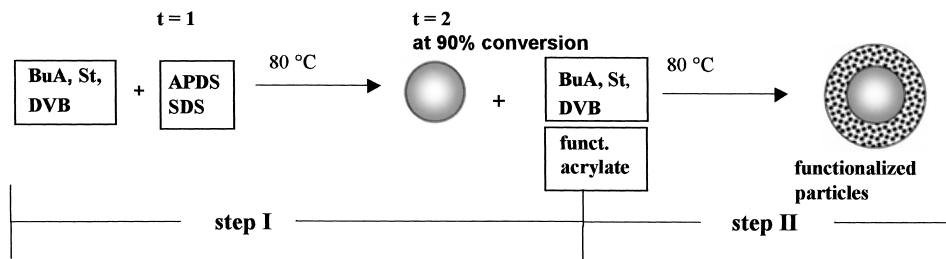 t = 1
t = 2
at 90% conversion
BuA, St,
DVB
+
APDS
SDS
80 °C
+
BuA, St,
DVB
funct.
acrylate
80 °C
functionalized
particles
step I
step II